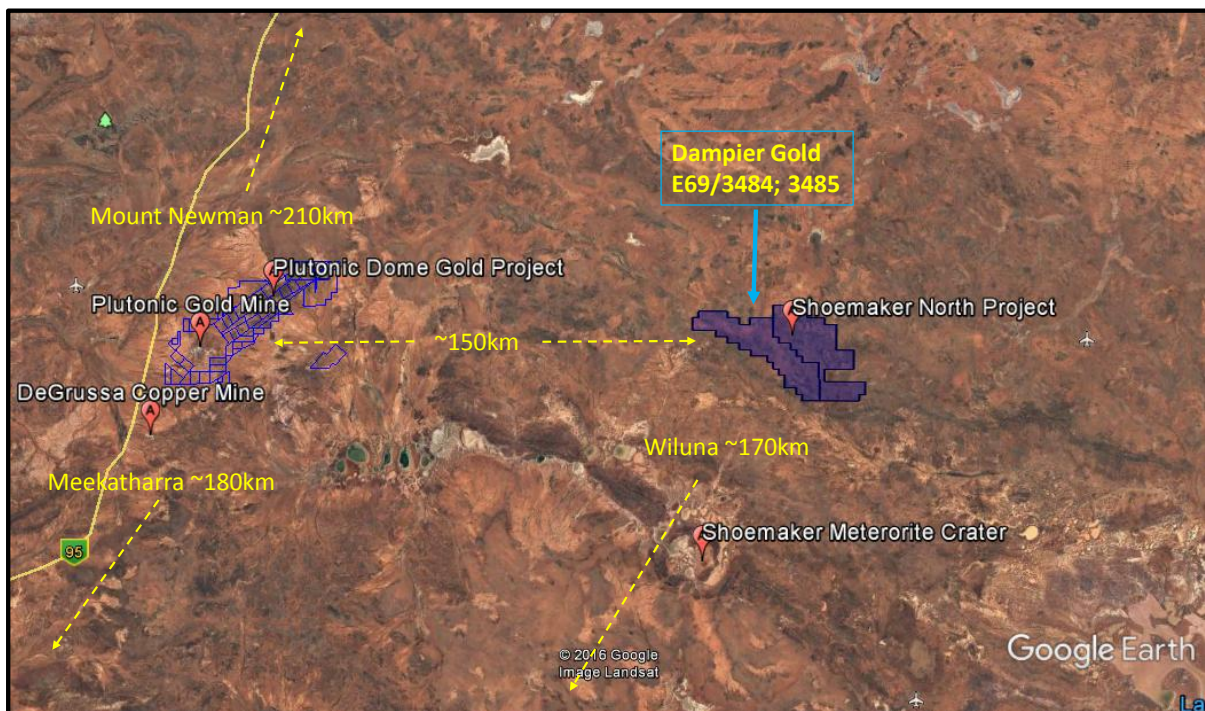 Dampier Gold
E69/3484; 3485
Mount Newman ~210km
Plutonic Dome Gold Project
Plutonic Gold Mine
Shoemaker North Project
~150km
DeGrussa Copper Mine
Wiluna ~170km
Meekatharra ~180km
Shoemaker Meterorite Crater
95
© 2016 Google
Image Landsat
Google Earth
La